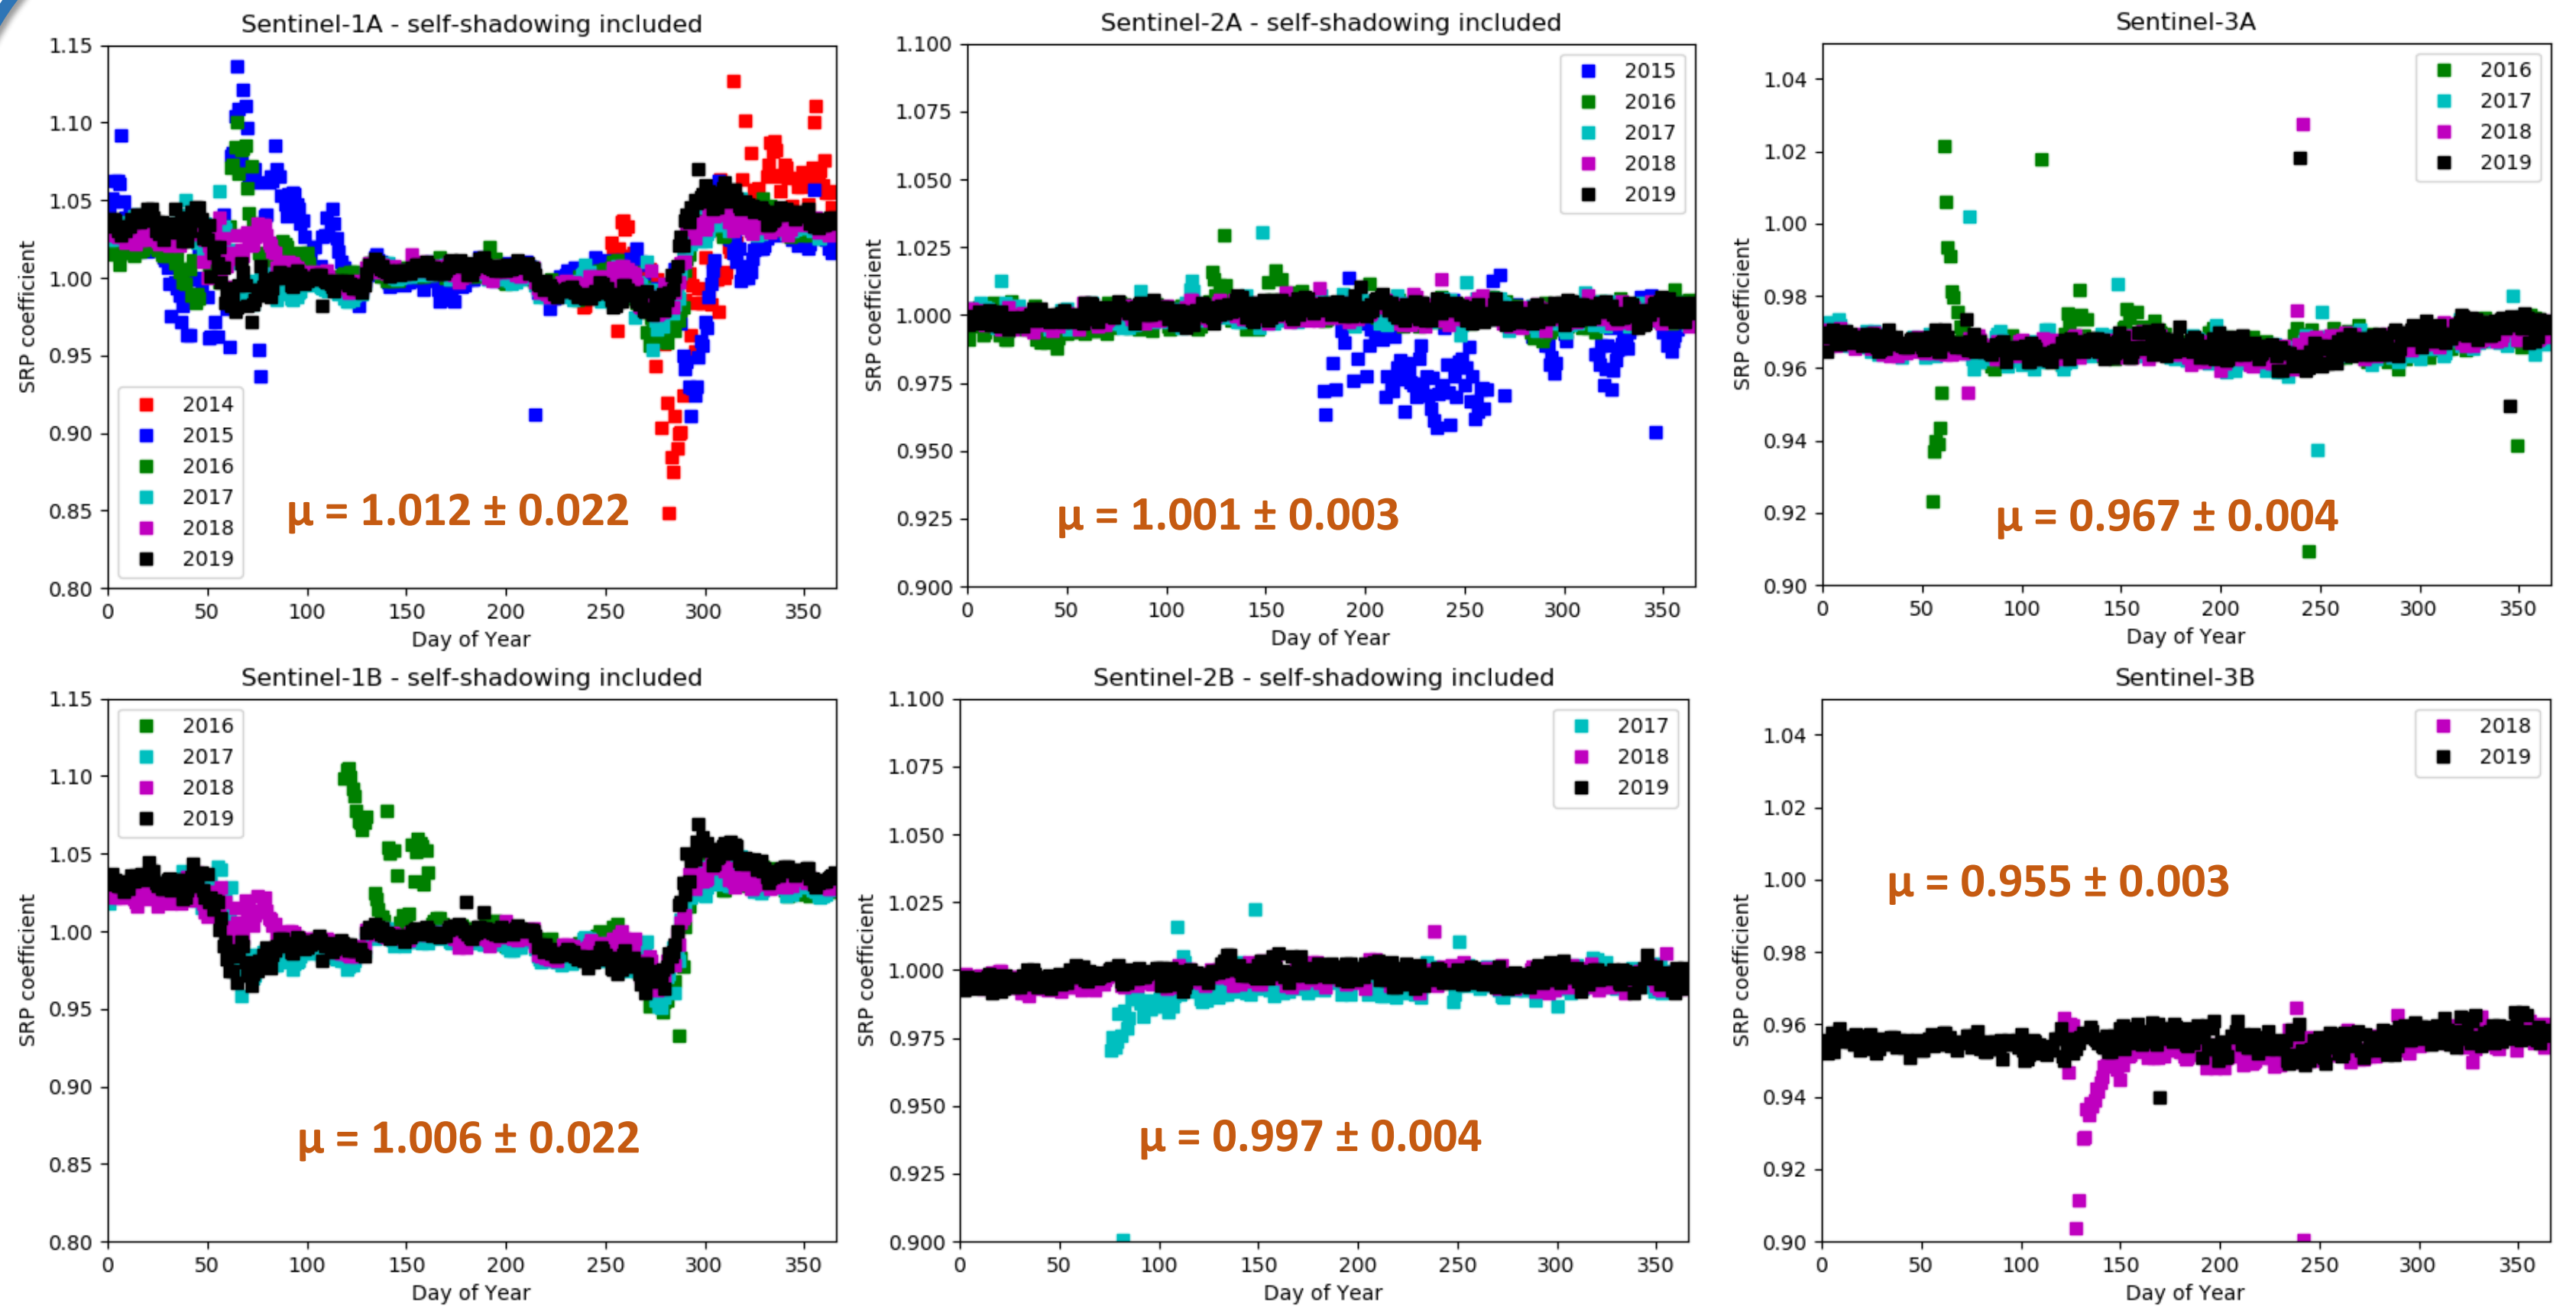 Sentinel-1A - self-shadowing included
SRP coefficient
1.15
1.10
1.05
1.00
0.95
0.90
0.85
0.80
2014
2015
2016
2017
2018
2019
μ = 1.012 ± 0.022
0 50 100 150 200 250 300 350
Day of Year
Sentinel-2A - self-shadowing included
SRP coefficient
1.100
1.075
1.050
1.025
1.000
0.975
0.950
0.925
0.900
2015
2016
2017
2018
2019
μ = 1.001 ± 0.003
0 50 100 150 200 250 300 350
Day of Year
Sentinel-3A
SRP coefficient
1.04
1.02
1.00
0.98
0.96
0.94
0.92
0.90
2016
2017
2018
2019
μ = 0.967 ± 0.004
0 50 100 150 200 250 300 350
Day of Year
Sentinel-1B - self-shadowing included
SRP coefficient
1.15
1.10
1.05
1.00
0.95
0.90
0.85
0.80
2016
2017
2018
2019
μ = 1.006 ± 0.022
0 50 100 150 200 250 300 350
Day of Year
Sentinel-2B - self-shadowing included
SRP coefficient
1.100
1.075
1.050
1.025
1.000
0.975
0.950
0.925
0.900
2017
2018
2019
μ = 0.997 ± 0.004
0 50 100 150 200 250 300 350
Day of Year
Sentinel-3B
SRP coefficient
1.04
1.02
1.00
0.98
0.96
0.94
0.92
0.90
2018
2019
μ = 0.955 ± 0.003
0 50 100 150 200 250 300 350
Day of Year